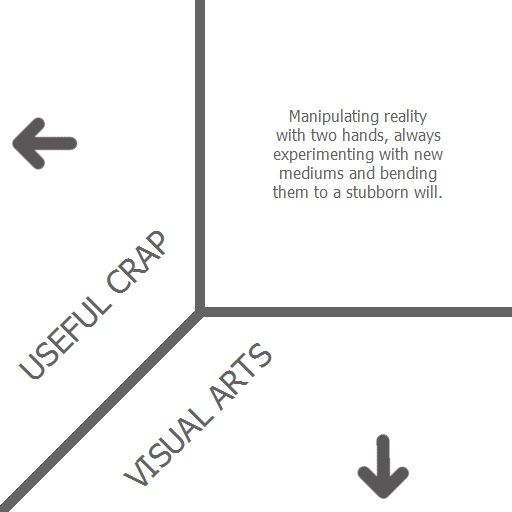 Manipulating reality
with two hands, always
experimenting with new
mediums and bending
them to a stubborn will.
USEFUL CRAP
VISUAL ARTS